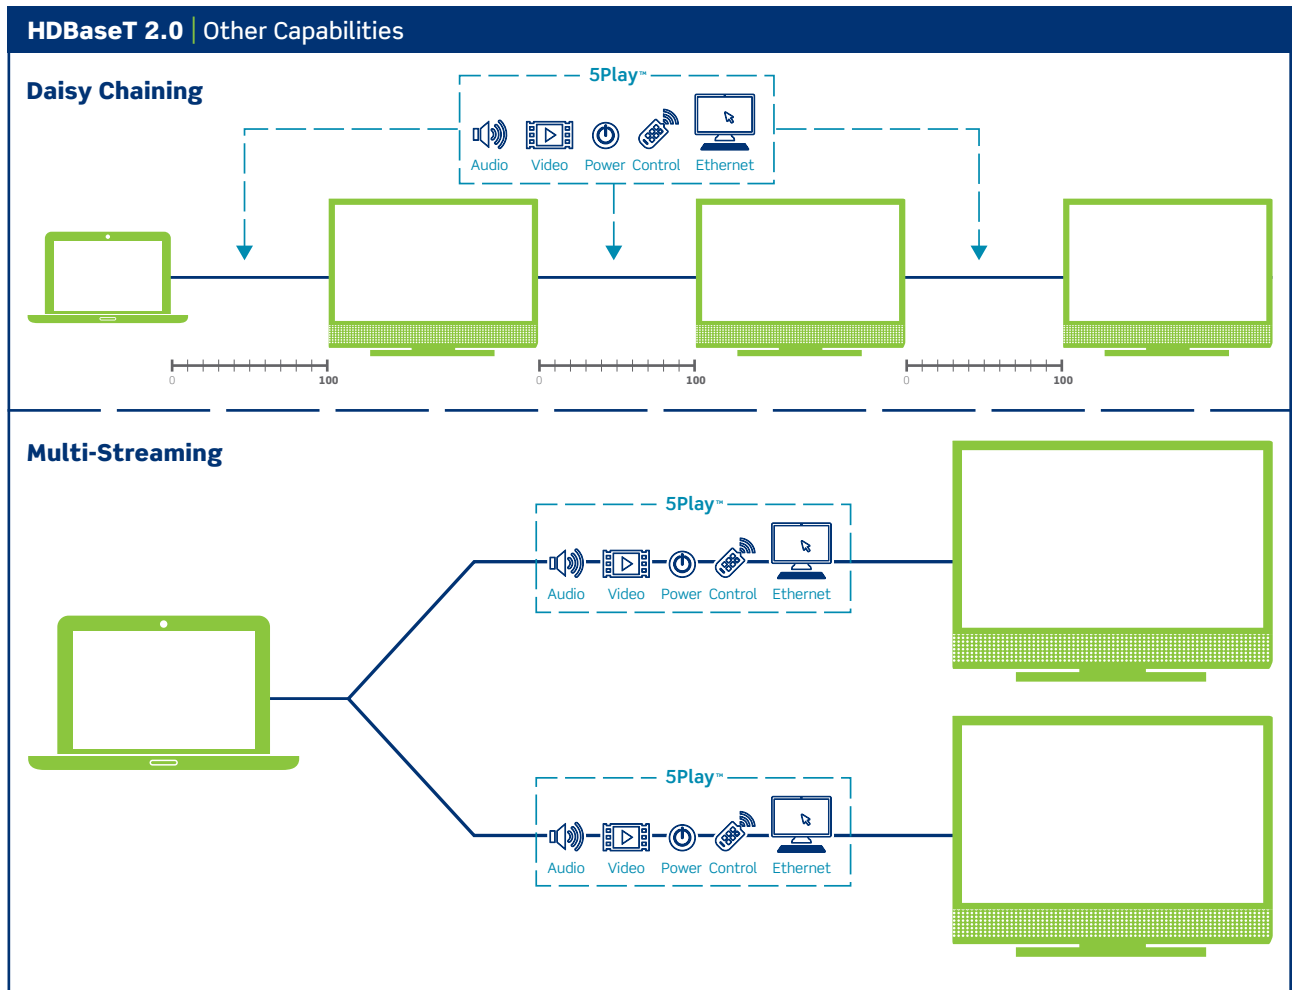 HDBaseT 2.0 | Other Capabilities
Daisy Chaining
5Play™
Audio Video Power Control Ethernet
0 100 0 100 0 100
Multi-Streaming
5Play™
Audio Video Power Control Ethernet
5Play™
Audio Video Power Control Ethernet